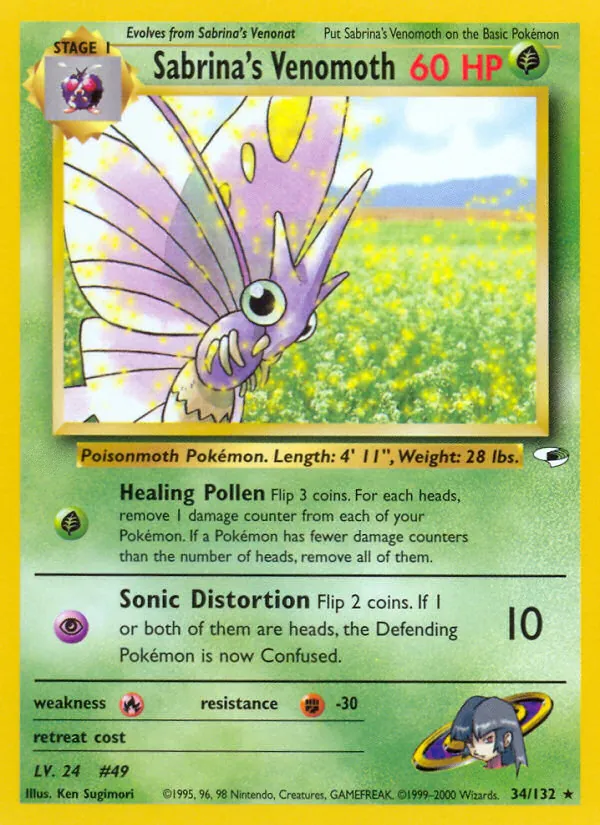 Evolves from Sabrina's Venonat Put Sabrina's Venomoth on the Basic Pokémon
STAGE 1
Sabrina's Venomoth 60 HP
Poisonmoth Pokémon. Length: 4' 11", Weight: 28 lbs.
Healing Pollen Flip 3 coins. For each heads,
remove 1 damage counter from each of your
Pokémon. If a Pokémon has fewer damage counters
than the number of heads, remove all of them.
Sonic Distortion Flip 2 coins. If 1
or both of them are heads, the Defending 10
Pokémon is now Confused.
weakness resistance -30
retreat cost
LV. 24 #49
Illus. Ken Sugimori ©1995, 96, 98 Nintendo, Creatures, GAMEFREAK. ©1999-2000 Wizards. 34/132 ★